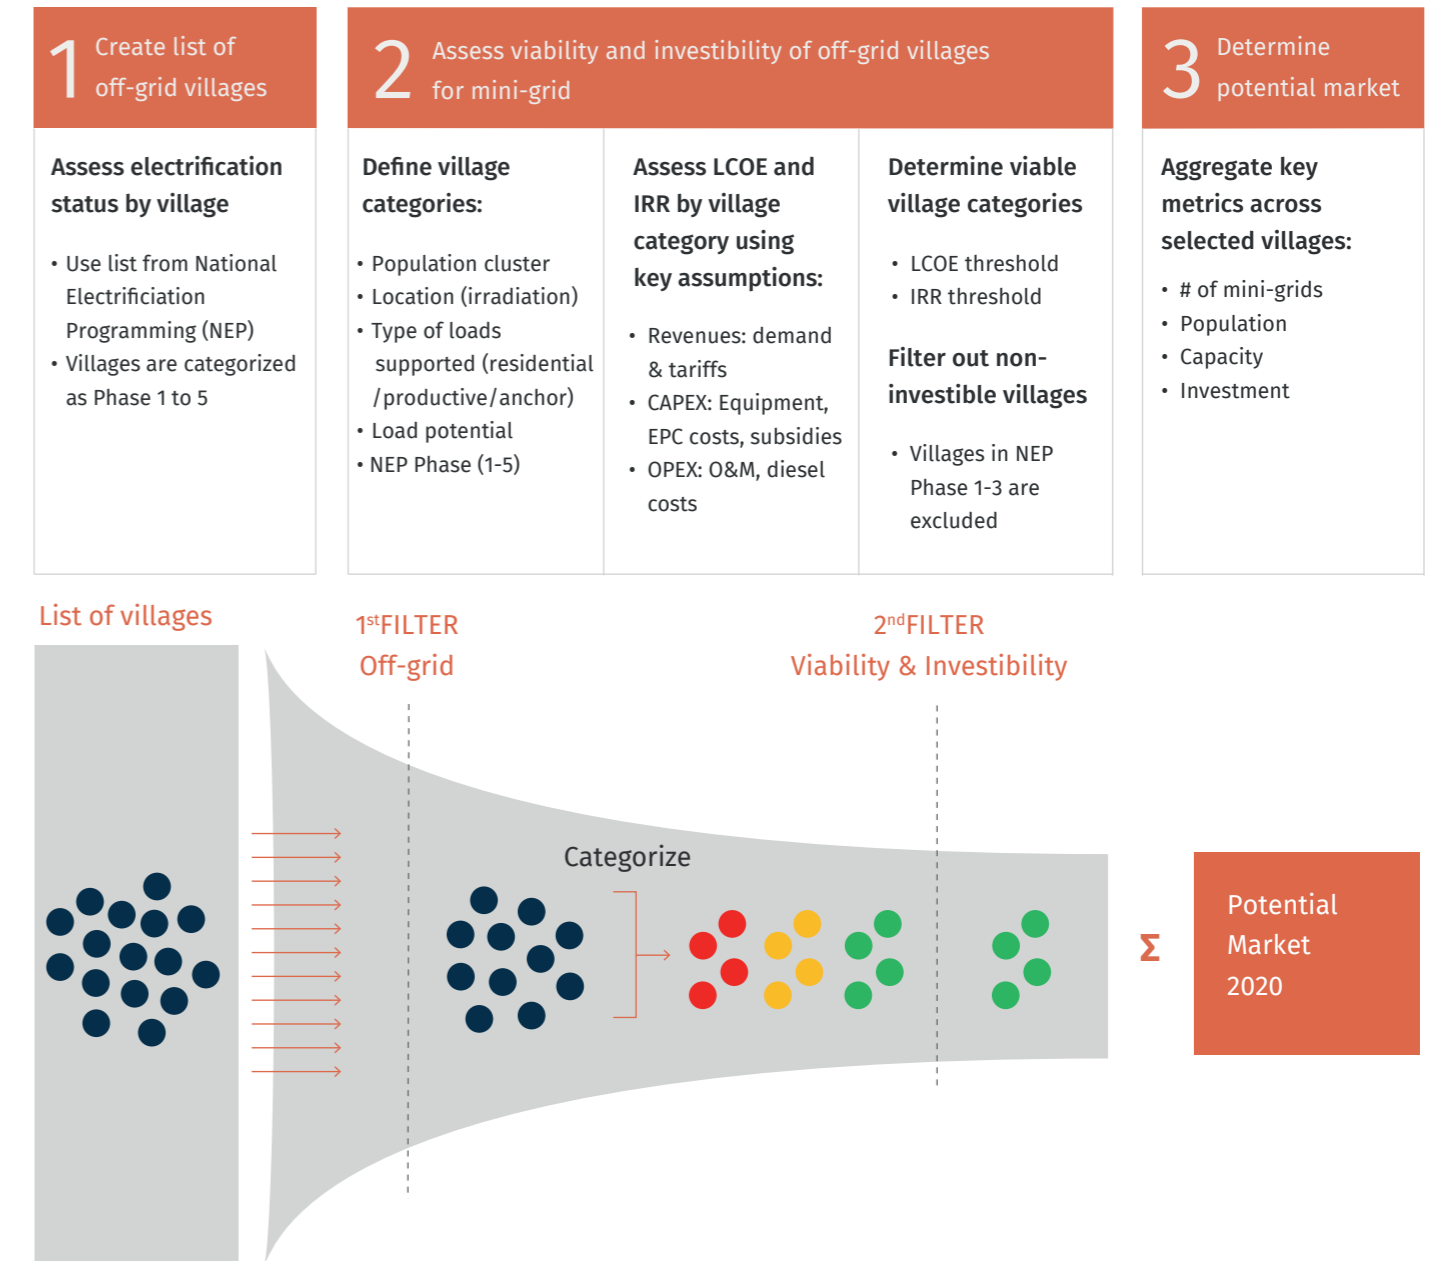 1
Create list of
off-grid villages
2
Assess viability and investibility of off-grid villages
for mini-grid
3
Determine
potential market
Assess electrification
status by village
• Use list from National
Electrificiation
Programming (NEP)
• Villages are categorized
as Phase 1 to 5
Define village
categories:
• Population cluster
• Location (irradiation)
• Type of loads
supported (residential
/productive/anchor)
• Load potential
• NEP Phase (1-5)
Assess LCOE and
IRR by village
category using
key assumptions:
• Revenues: demand
& tariffs
• CAPEX: Equipment,
EPC costs, subsidies
• OPEX: O&M, diesel
costs
Determine viable
village categories
• LCOE threshold
• IRR threshold
Filter out non-
investible villages
• Villages in NEP
Phase 1-3 are
excluded
Aggregate key
metrics across
selected villages:
• # of mini-grids
• Population
• Capacity
• Investment
List of villages
1stFILTER
Off-grid
2ndFILTER
Viability & Investibility
Categorize
Σ
Potential
Market
2020